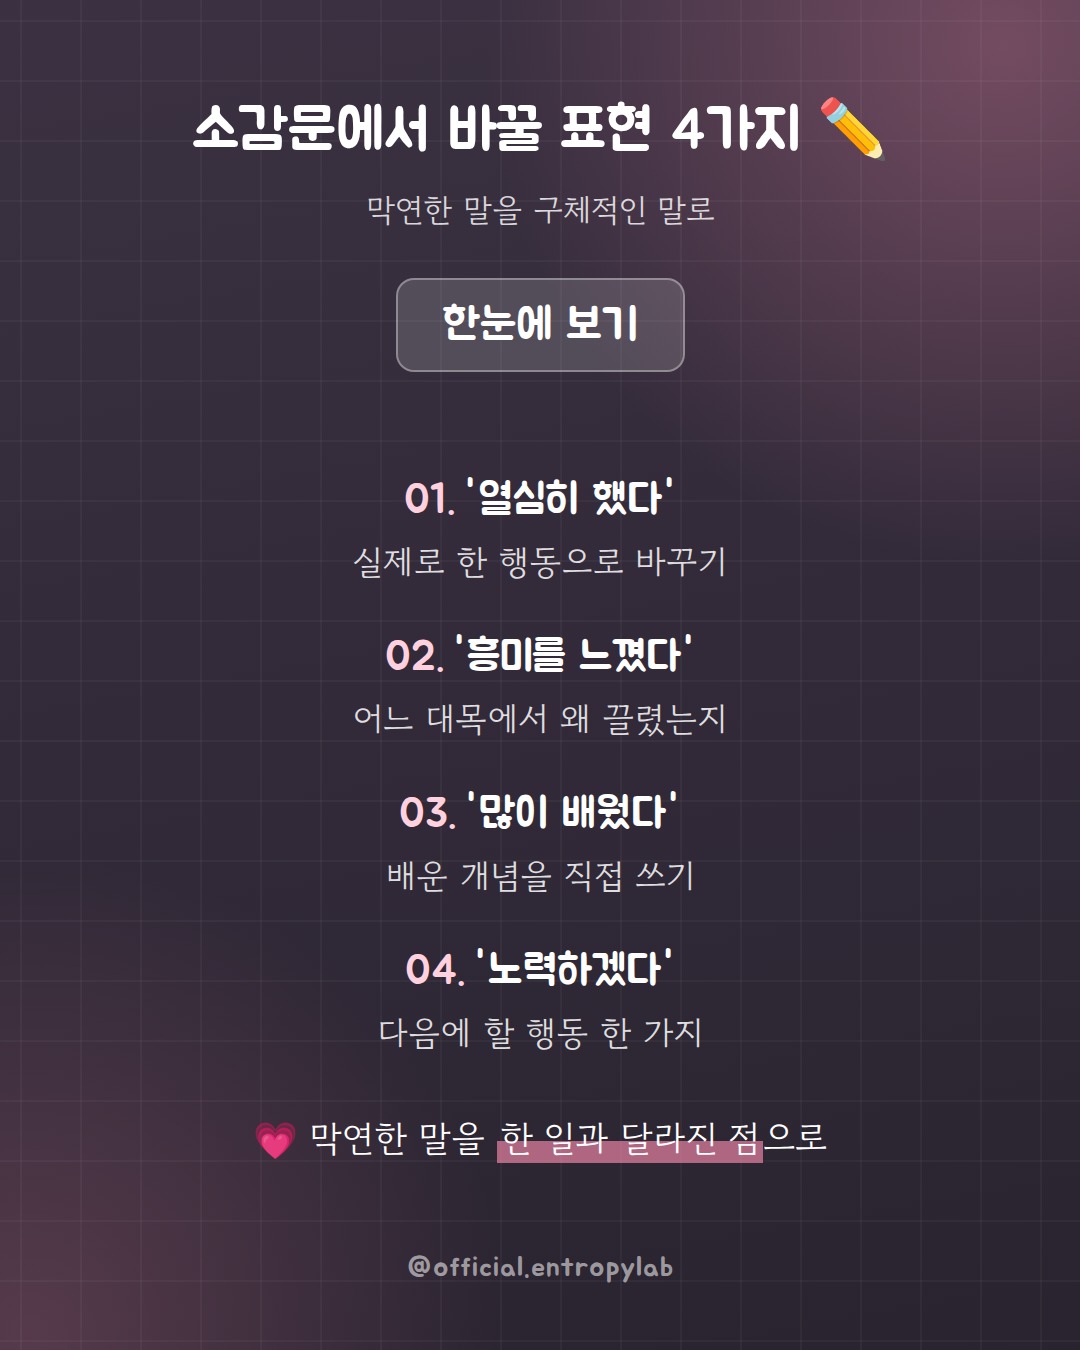 소감문에서 바꿀 표현 4가지 ✏️
막연한 말을 구체적인 말로
한눈에 보기
01. '열심히 했다'
실제로 한 행동으로 바꾸기
02. '흥미를 느꼈다'
어느 대목에서 왜 끌렸는지
03. '많이 배웠다'
배운 개념을 직접 쓰기
04. '노력하겠다'
다음에 할 행동 한 가지
💗 막연한 말을 한 일과 달라진 점으로
@official.entropylab